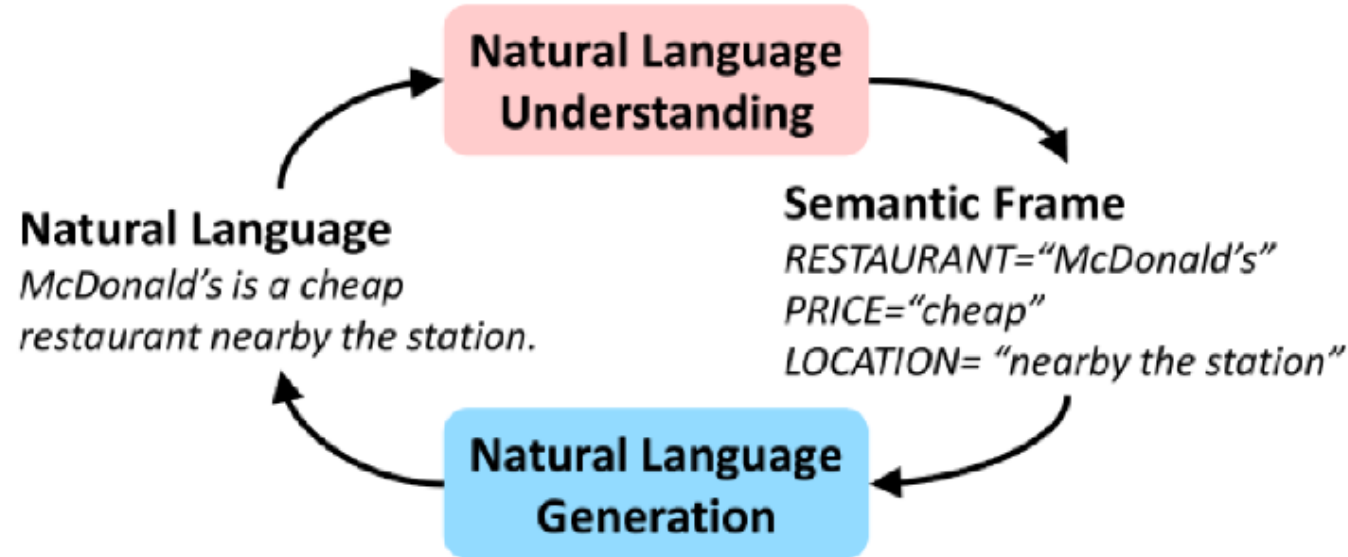 Natural Language
Understanding
Natural Language
McDonald’s is a cheap
restaurant nearby the station.
Semantic Frame
RESTAURANT=“McDonald’s”
PRICE=“cheap”
LOCATION= “nearby the station”
Natural Language
Generation